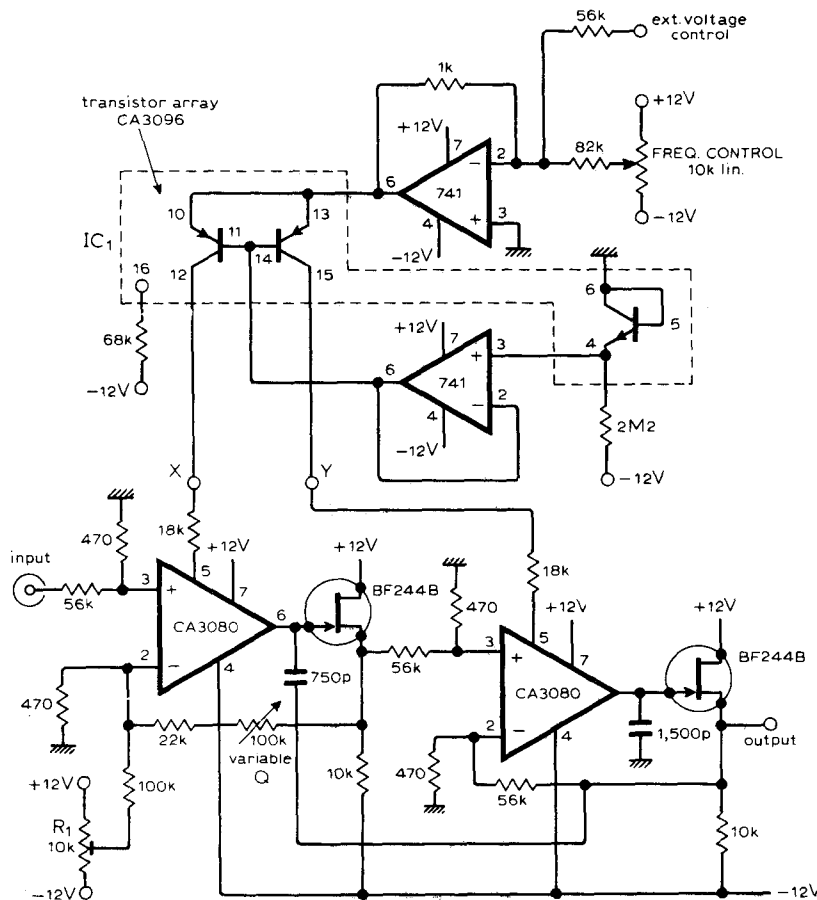 56k
ext.voltage
control
1k
transistor array
CA3096
+12V
+12V
7
2
82k
FREQ. CONTROL
10k lin.
6
−
741
+
3
4
−12V
−12V
10
13
IC1
11
14
12
15
16
68k
−12V
6
5
4
+12V
7
3
+
6
741
−
2
4
−12V
2M2
−12V
X
Y
470
18k
+12V
+12V
18k
input
3
5
7
BF244B
470
+12V
+12V
56k
+
6
CA3080
56k
3
5
7
BF244B
+
CA3080
2
−
4
750p
2
−
4
1,500p
output
470
22k
100k
variable
Q
470
56k
+12V
100k
10k
10k
R1
10k
−12V
−12V